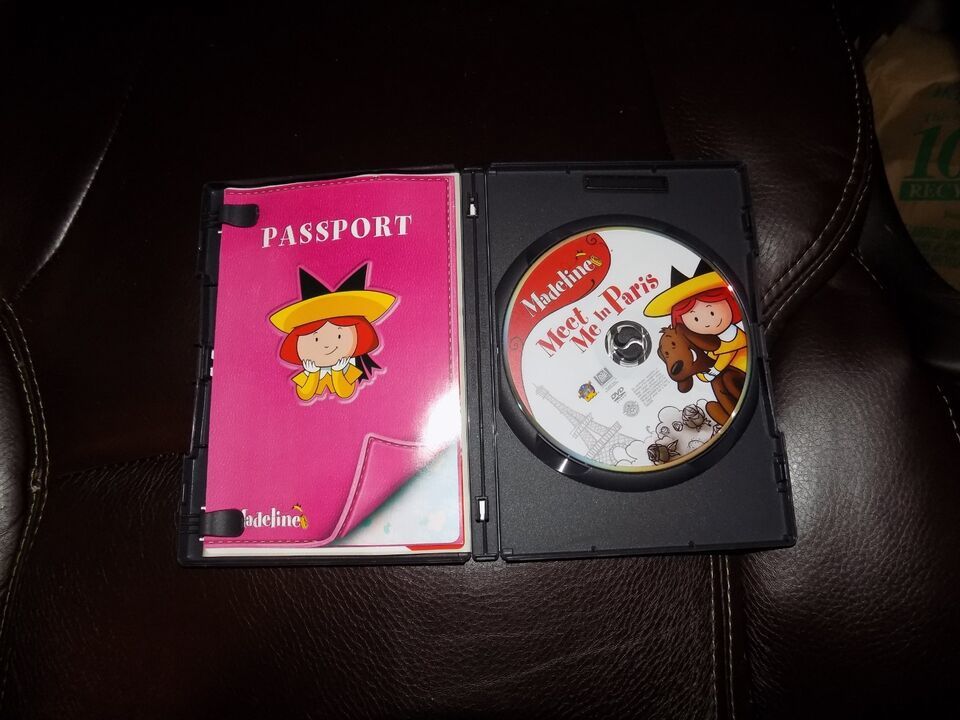 PASSPORT
Madeline
Madeline
Meet
Me In Paris
DVD
10
RECY